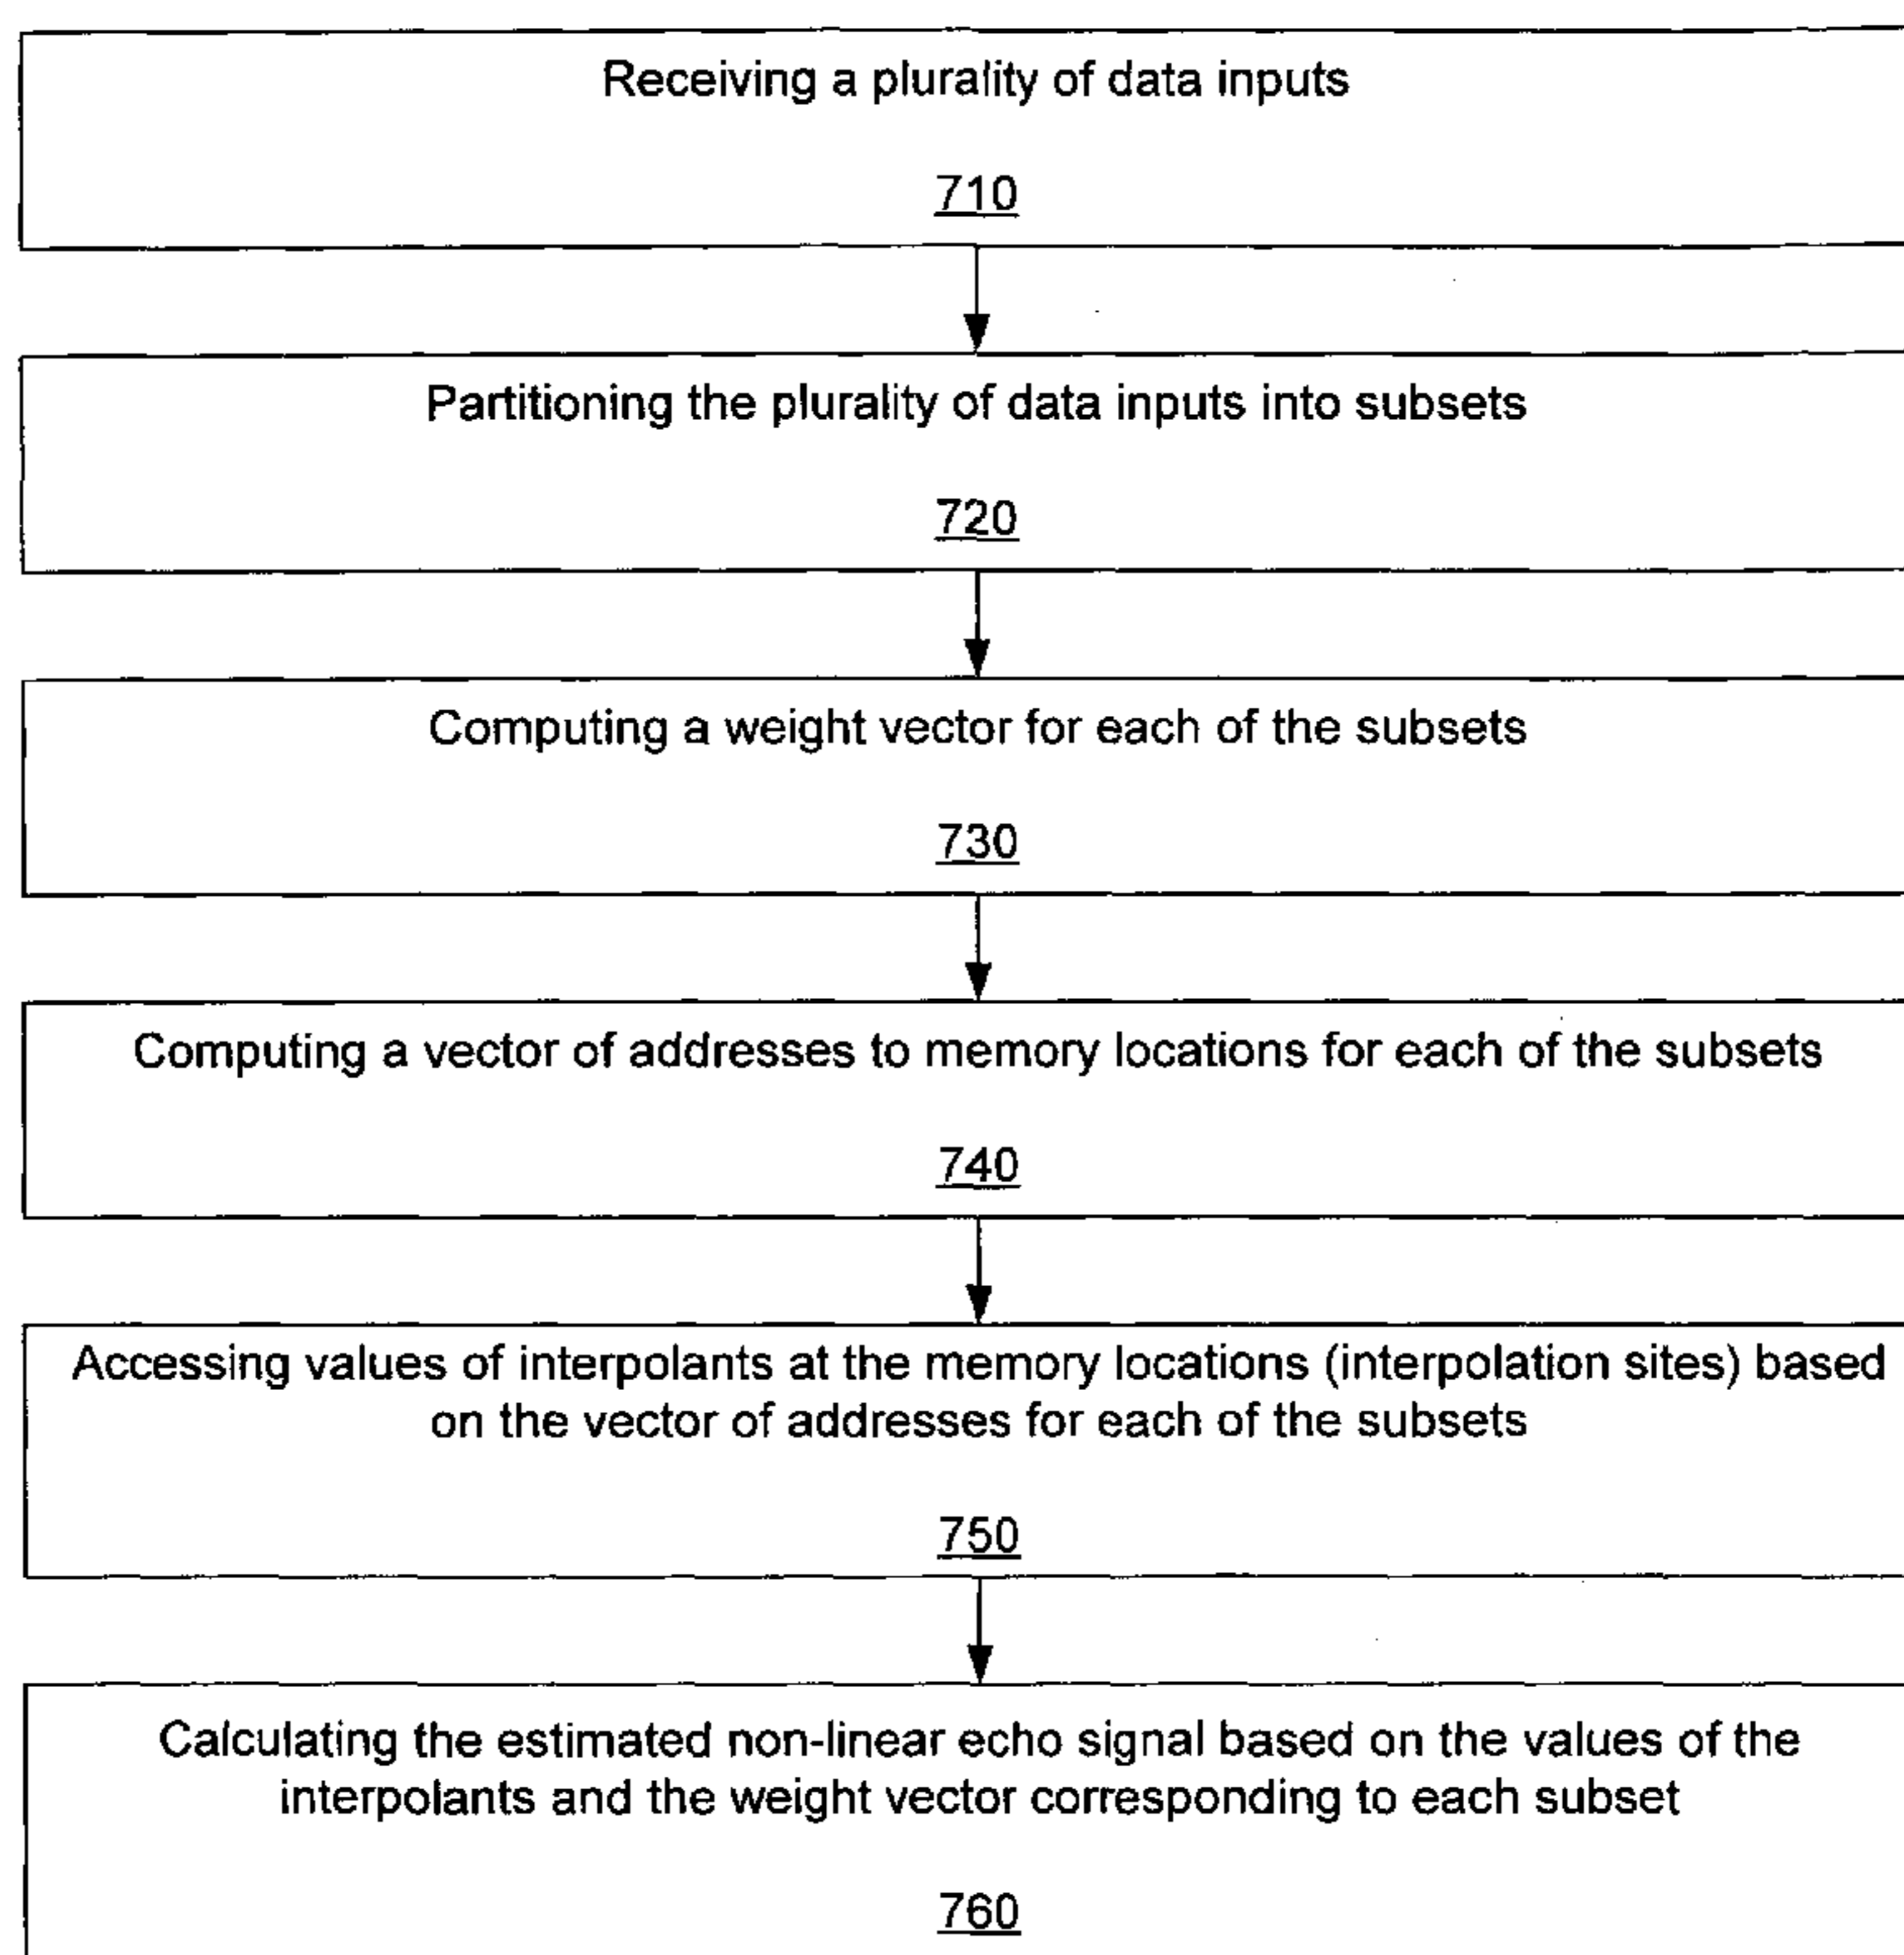 Receiving a plurality of data inputs
710
Partitioning the plurality of data inputs into subsets
720
Computing a weight vector for each of the subsets
730
Computing a vector of addresses to memory locations for each of the subsets
740
Accessing values of interpolants at the memory locations (interpolation sites) based
on the vector of addresses for each of the subsets
750
Calculating the estimated non-linear echo signal based on the values of the
interpolants and the weight vector corresponding to each subset
760